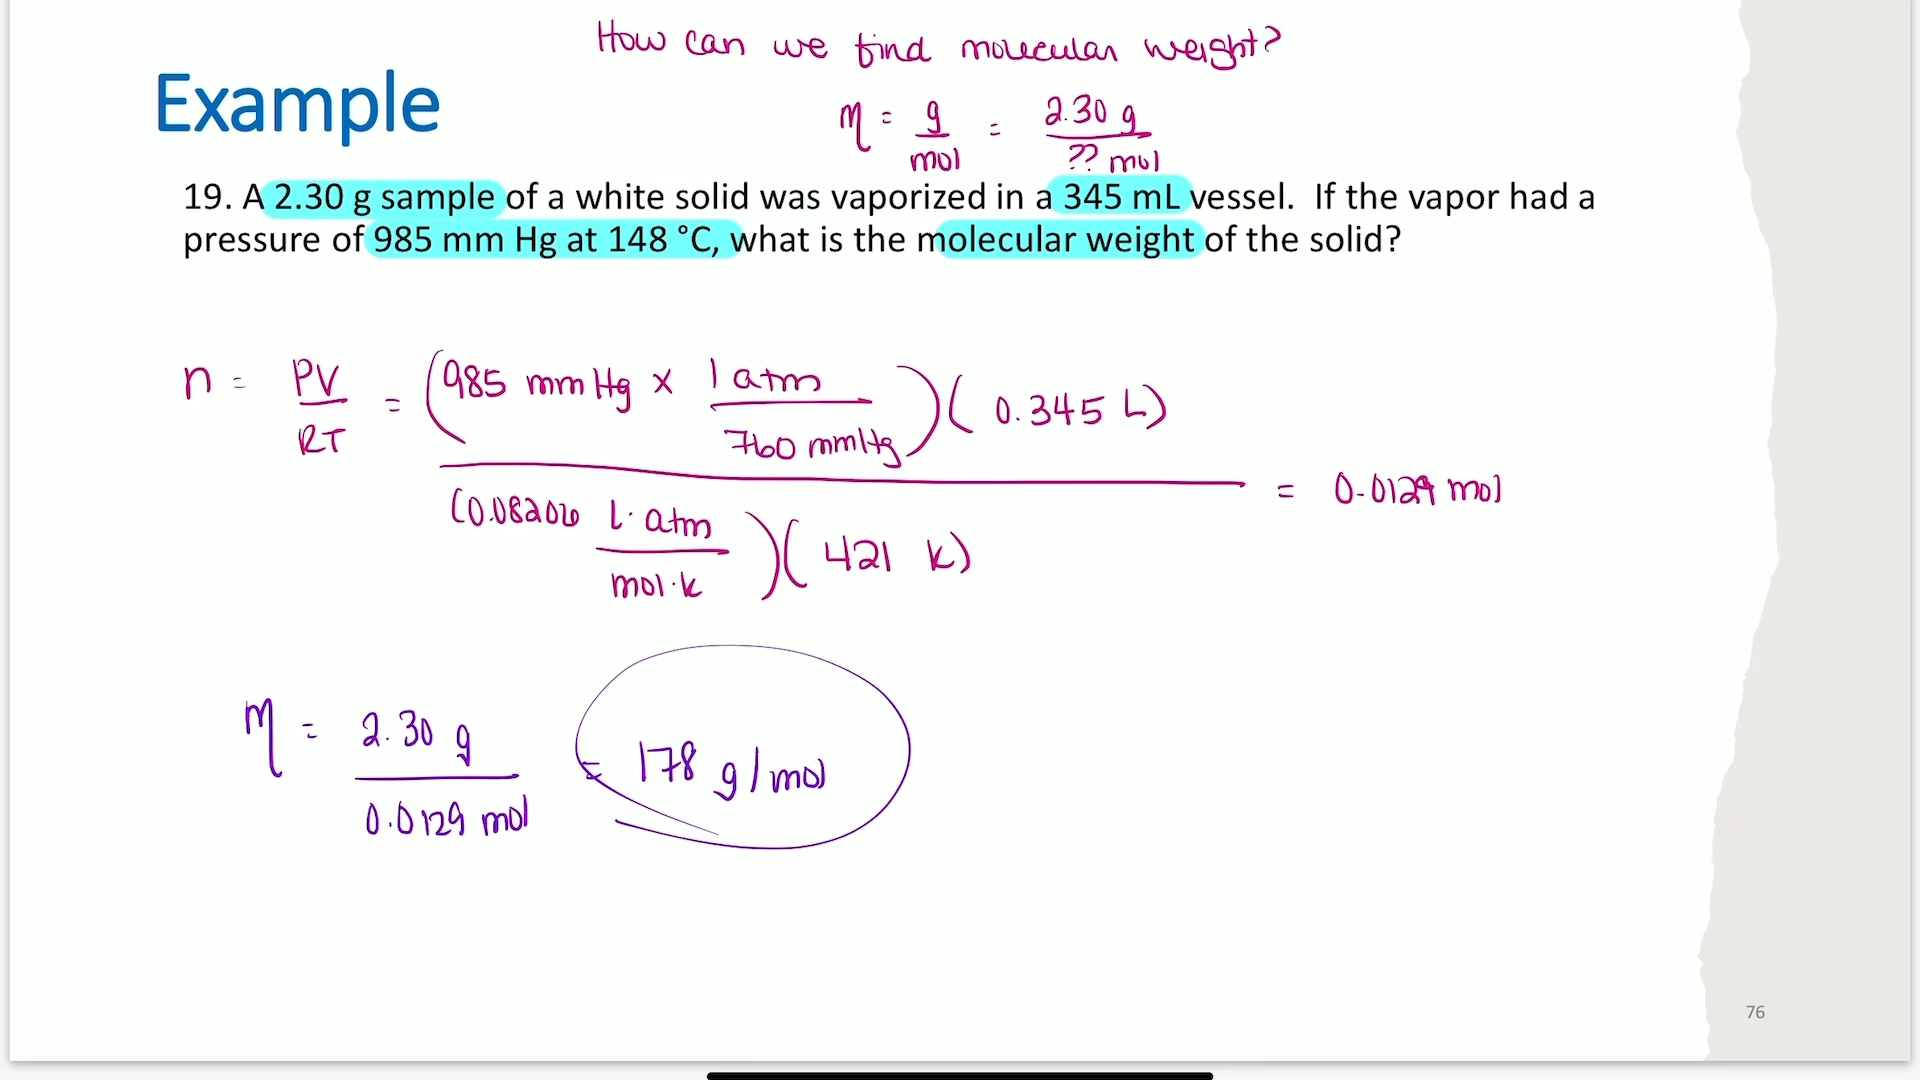 How can we find molecular weight?
Example
M = g / mol = 2.30 g / ?? mol
19. A 2.30 g sample of a white solid was vaporized in a 345 mL vessel. If the vapor had a
pressure of 985 mm Hg at 148 °C, what is the molecular weight of the solid?
n = PV / RT = (985 mmHg x 1 atm / 760 mmHg)(0.345 L)
(0.08206 L·atm / mol·k)(421 k)
= 0.0129 mol
M = 2.30 g / 0.0129 mol = 178 g/mol
76